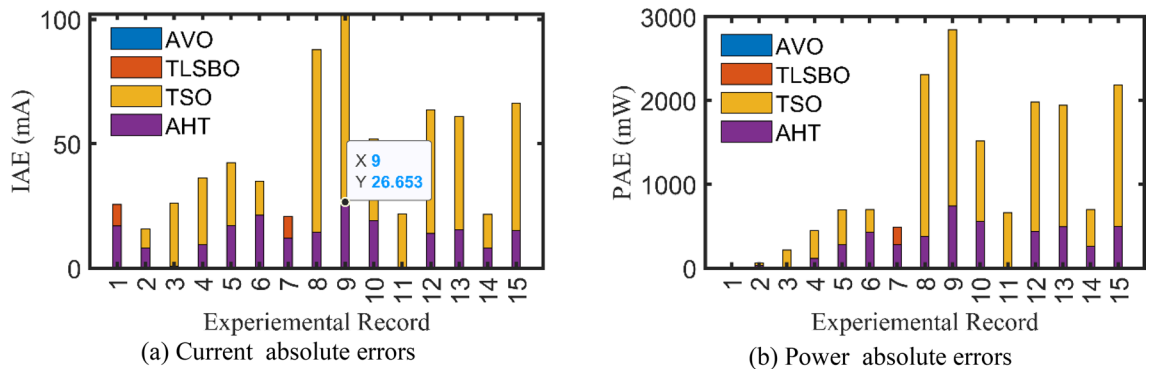 100
50
0
IAE (mA)
AVO
TLSBO
TSO
AHT
X 9
Y 26.653
1 2 3 4 5 6 7 8 9 10 11 12 13 14 15
Experiemental Record
(a) Current absolute errors
3000
2000
1000
0
PAE (mW)
AVO
TLSBO
TSO
AHT
1 2 3 4 5 6 7 8 9 10 11 12 13 14 15
Experiemental Record
(b) Power absolute errors